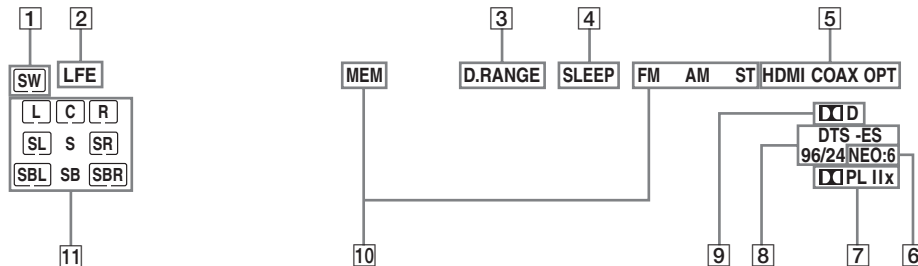 1 2 3 4 5
SW LFE MEM D.RANGE SLEEP FM AM ST HDMI COAX OPT
L C R
SL S SR
SBL SB SBR
D
DTS -ES
96/24 NEO:6
PL IIx
11 10 9 8 7 6